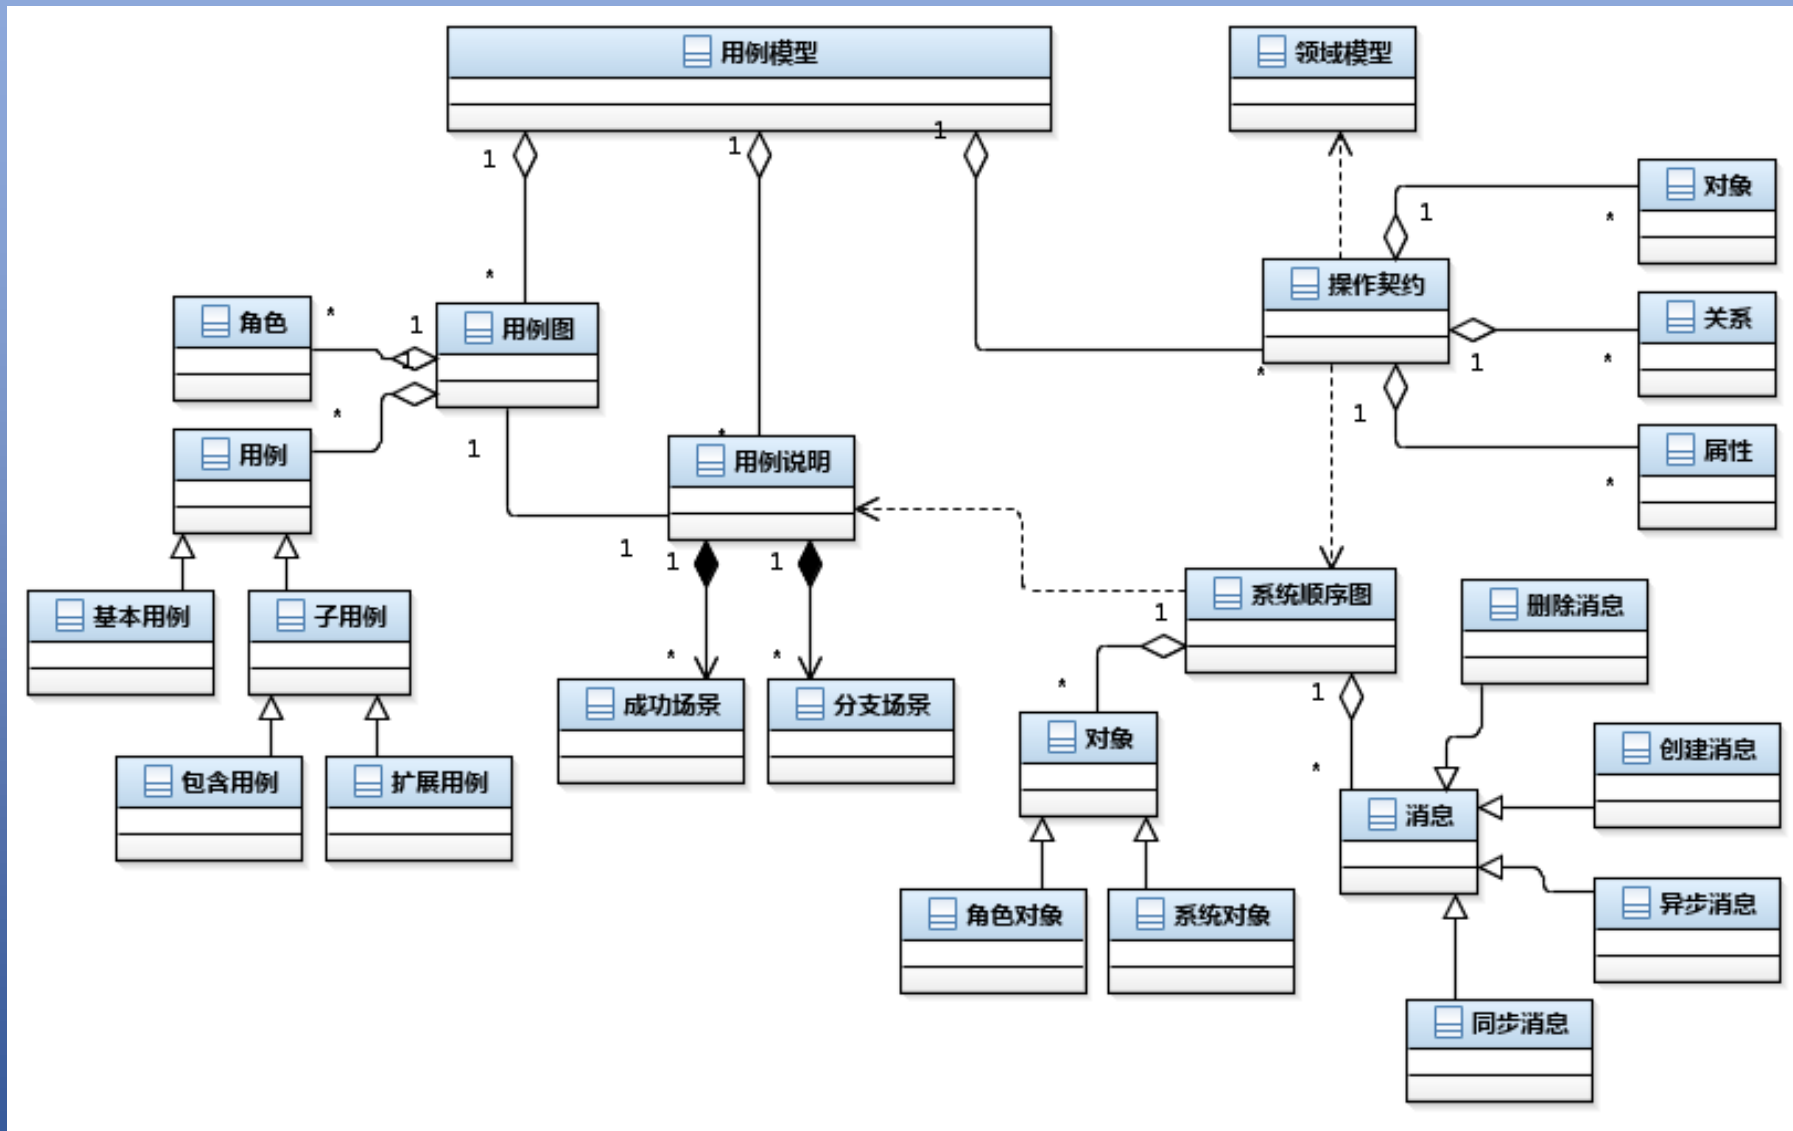 用例模型
领域模型
1
1
1
对象
1
*
*
操作契约
角色
*
1
用例图
关系
1
*
1
*
*
1
*
用例
1
*
用例说明
属性
*
1
1
1
系统顺序图
删除消息
基本用例
子用例
1
*
*
*
1
成功场景
分支场景
对象
创建消息
包含用例
扩展用例
*
消息
角色对象
系统对象
异步消息
同步消息